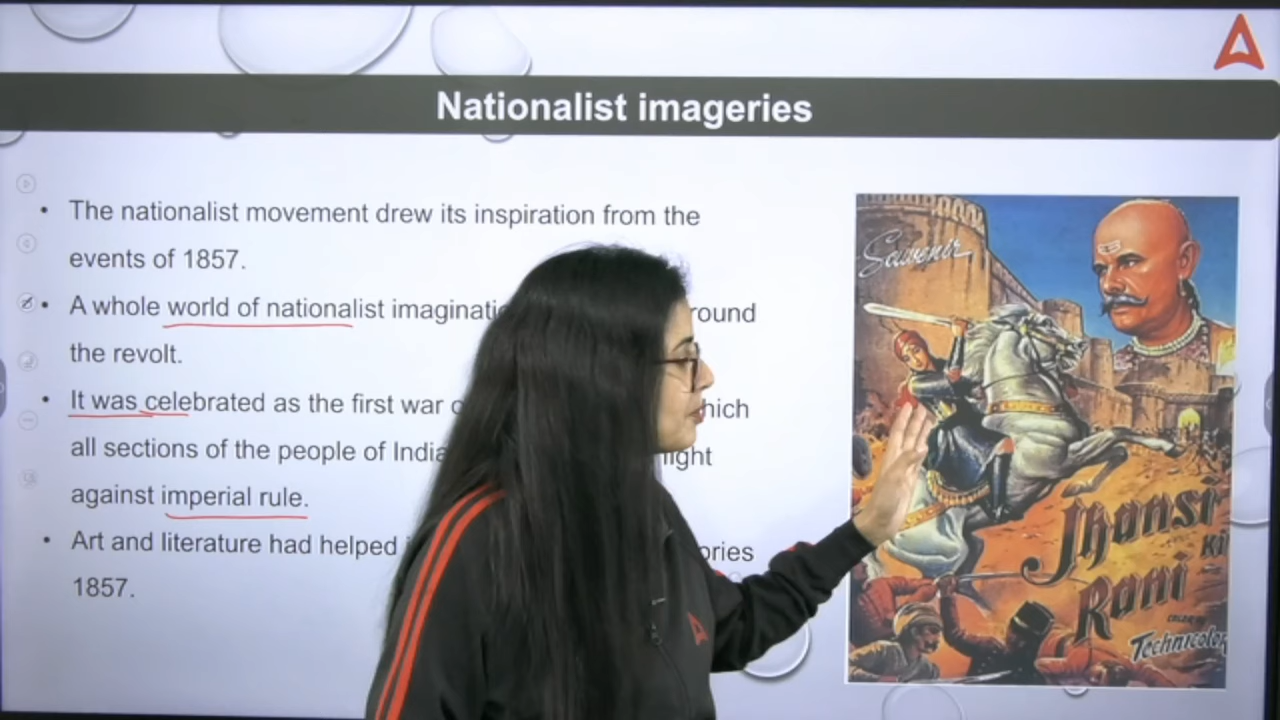 Nationalist imageries
• The nationalist movement drew its inspiration from the
events of 1857.
• A whole world of nationalist round
the revolt.
• It was celebrated as the first war hich
all sections of the people of India
against imperial rule.
• Art and literature had helped
1857.
Souvenir
Jhansi
Ki
Rani
Technicolor